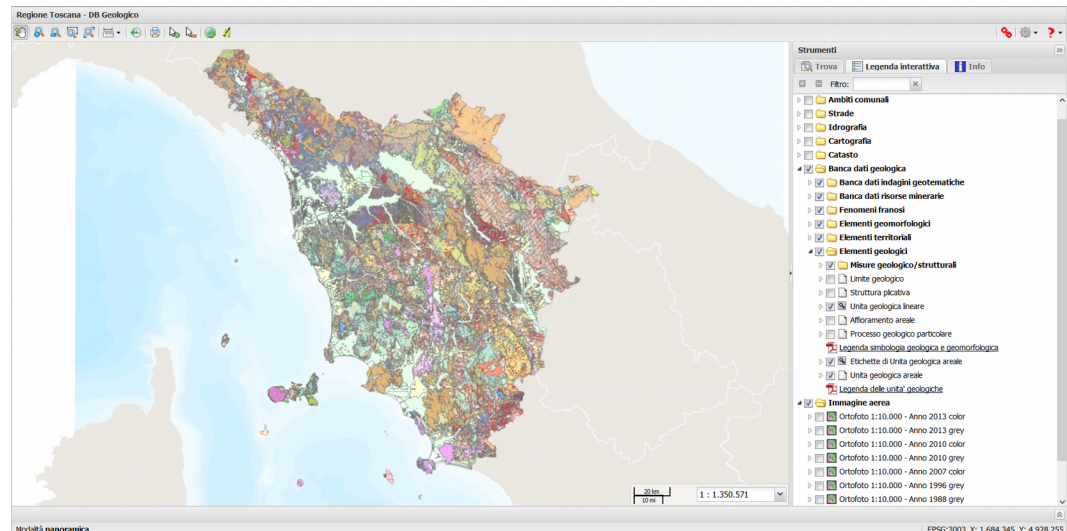 Regione Toscana - DB Geologico
Strumenti
Trova
Legenda interattiva
Info
Filtro:
Ambiti comunali
Strade
Idrografia
Cartografia
Catasto
Banca dati geologica
Banca dati indagini geotematiche
Banca dati risorse minerarie
Fenomeni franosi
Elementi geomorfologici
Elementi territoriali
Elementi geologici
Misure geologico/strutturali
Limite geologico
Struttura plicativa
Unita geologica lineare
Affioramento areale
Processo geologico particolare
Legenda simbologia geologica e geomorfologica
Etichette di Unita geologica areale
Unita geologica areale
Legenda delle unita' geologiche
Immagine aerea
Ortofoto 1:10.000 - Anno 2013 color
Ortofoto 1:10.000 - Anno 2013 grey
Ortofoto 1:10.000 - Anno 2010 color
Ortofoto 1:10.000 - Anno 2010 grey
Ortofoto 1:10.000 - Anno 2007 color
Ortofoto 1:10.000 - Anno 1996 grey
Ortofoto 1:10.000 - Anno 1988 grey
20 km
10 mi
1 : 1.350.571
Modalità panoramica
EPSG:3003 X: 1.684.345 Y: 4.928.255